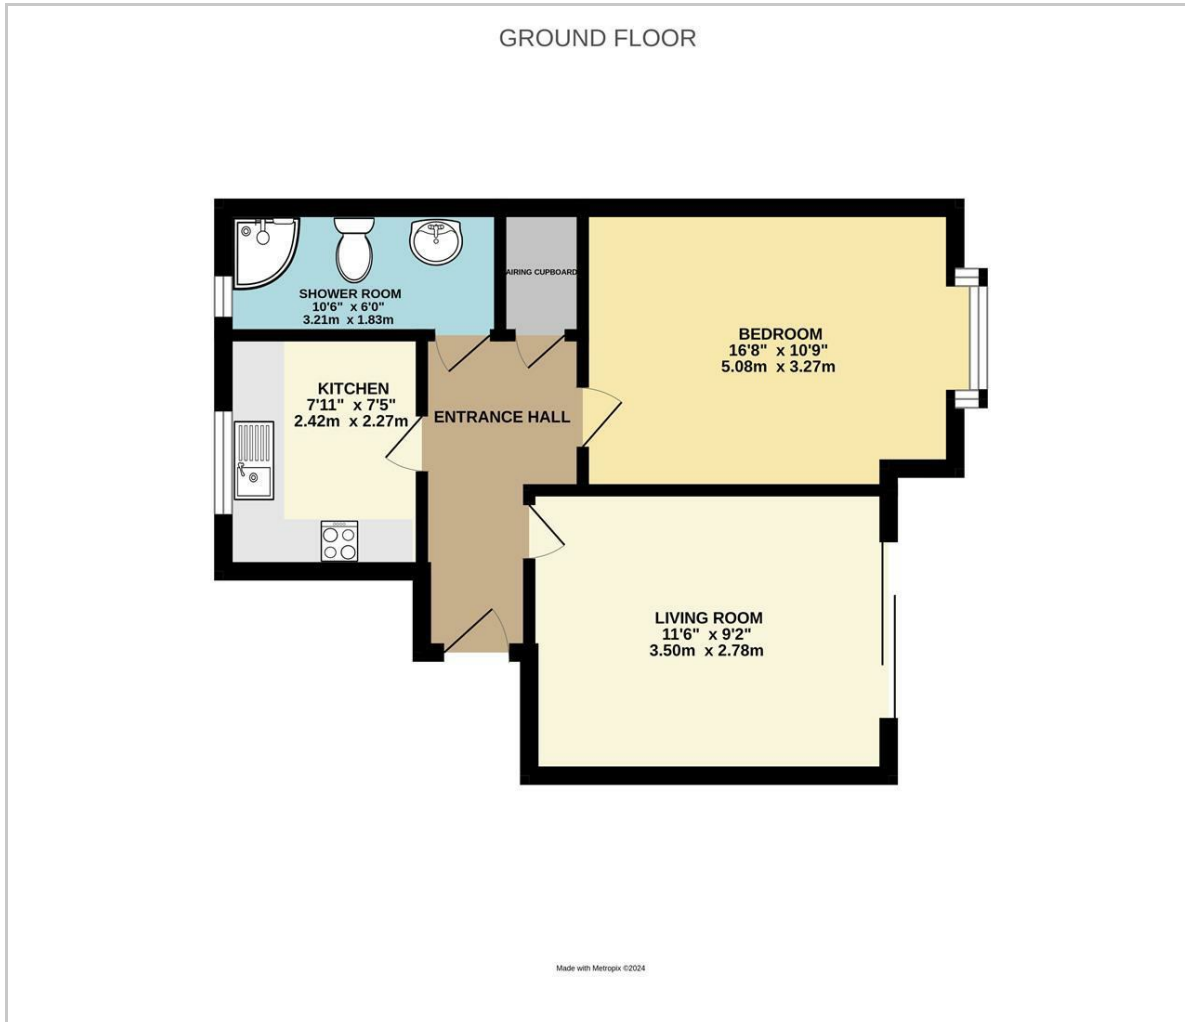 GROUND FLOOR
SHOWER ROOM
10'6" x 6'0"
3.21m x 1.83m
AIRING CUPBOARD
BEDROOM
16'8" x 10'9"
5.08m x 3.27m
KITCHEN
7'11" x 7'5"
2.42m x 2.27m
ENTRANCE HALL
LIVING ROOM
11'6" x 9'2"
3.50m x 2.78m
Made with Metropix ©2024